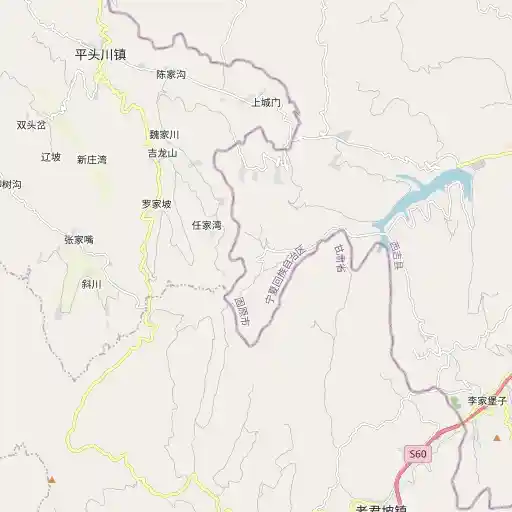 平头川镇
陈家沟
上城门
双头岔
魏家川
辽坡
新庄湾
吉龙山
树沟
罗家坡
任家湾
张家嘴
宁夏回族自治区
甘肃省
西吉县
斜川
固原市
李家堡子
S60
老君坡镇